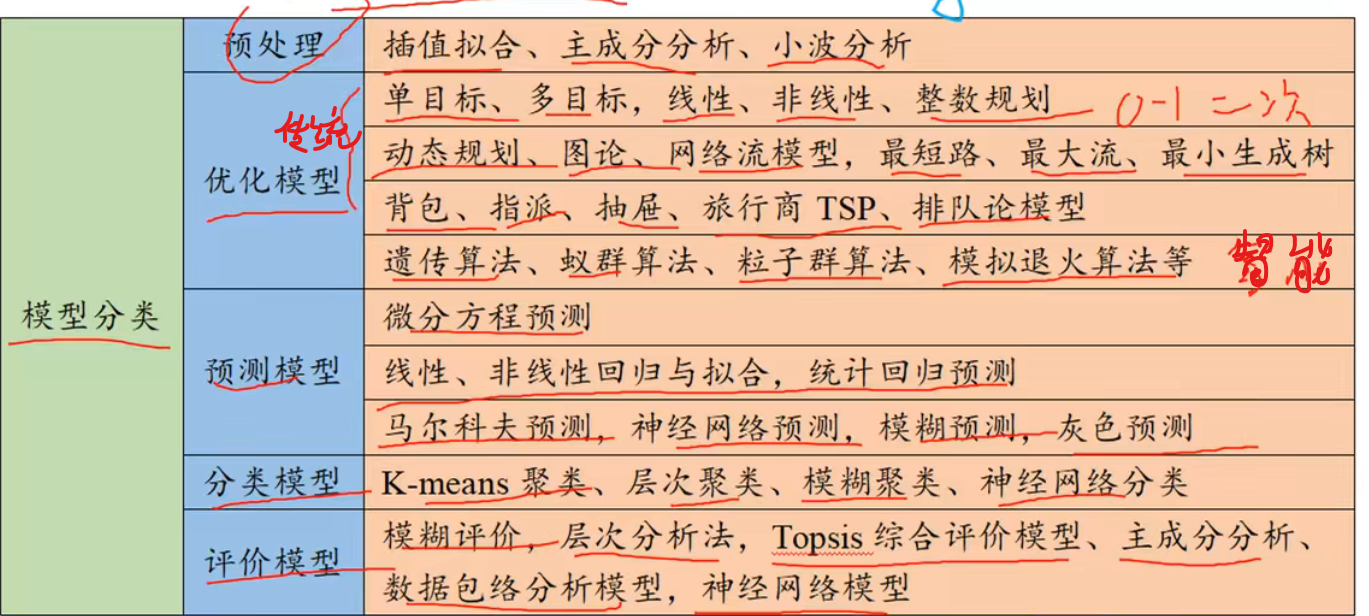 预处理
插值拟合、主成分分析、小波分析
模型分类
优化模型
传统
单目标、多目标，线性、非线性、整数规划
0-1 二次
动态规划、图论、网络流模型，最短路、最大流、最小生成树
背包、指派、抽屉、旅行商 TSP、排队论模型
遗传算法、蚁群算法、粒子群算法、模拟退火算法等
智能
预测模型
微分方程预测
线性、非线性回归与拟合，统计回归预测
马尔科夫预测，神经网络预测，模糊预测，灰色预测
分类模型
K-means 聚类、层次聚类、模糊聚类、神经网络分类
评价模型
模糊评价，层次分析法，Topsis 综合评价模型、主成分分析、
数据包络分析模型，神经网络模型